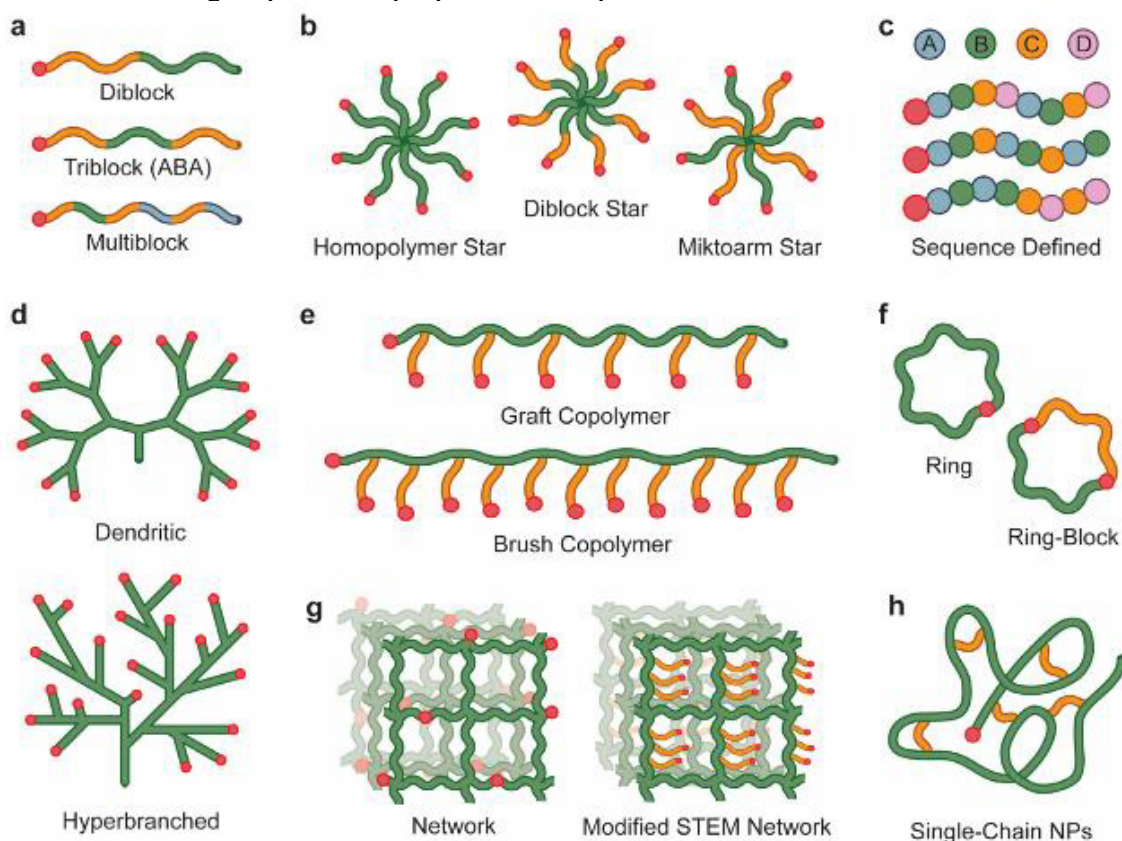 a
Diblock
Triblock (ABA)
Multiblock
b
Homopolymer Star
Diblock Star
Miktoarm Star
c
A B C D
Sequence Defined
d
Dendritic
Hyperbranched
e
Graft Copolymer
Brush Copolymer
f
Ring
Ring-Block
g
Network
Modified STEM Network
h
Single-Chain NPs